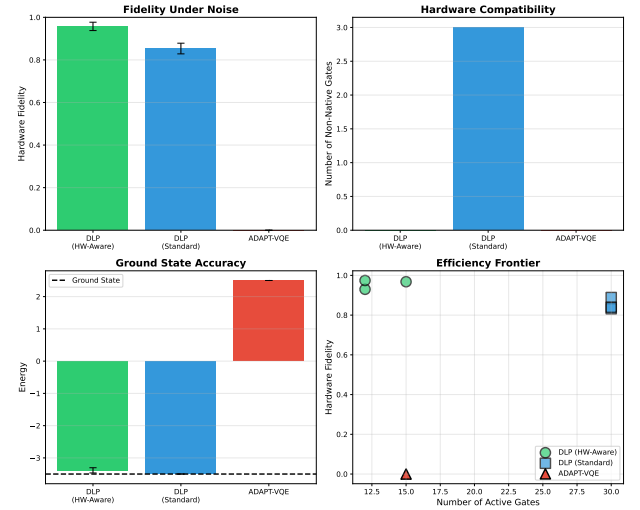 Fidelity Under Noise
Hardware Fidelity
1.0
0.8
0.6
0.4
0.2
0.0
DLP
(HW-Aware)
DLP
(Standard)
ADAPT-VQE
Hardware Compatibility
Number of Non-Native Gates
3.0
2.5
2.0
1.5
1.0
0.5
0.0
DLP
(HW-Aware)
DLP
(Standard)
ADAPT-VQE
Ground State Accuracy
Ground State
Energy
2
1
0
−1
−2
−3
DLP
(HW-Aware)
DLP
(Standard)
ADAPT-VQE
Efficiency Frontier
Hardware Fidelity
1.0
0.8
0.6
0.4
0.2
0.0
DLP (HW-Aware)
DLP (Standard)
ADAPT-VQE
12.5 15.0 17.5 20.0 22.5 25.0 27.5 30.0
Number of Active Gates